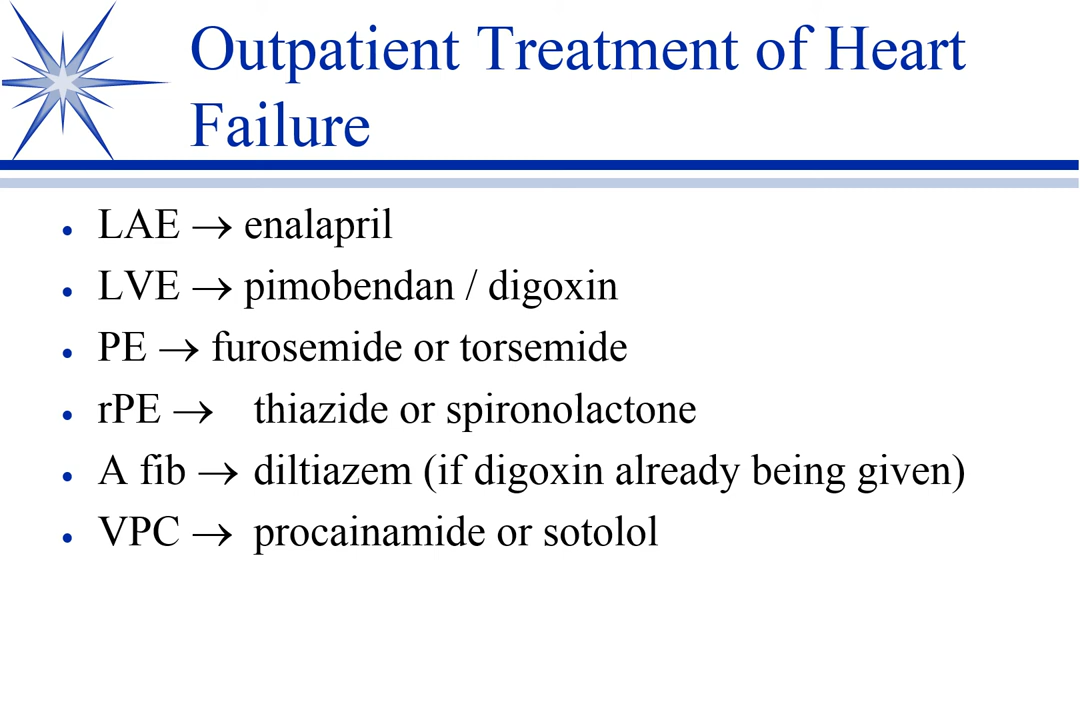 Outpatient Treatment of Heart
Failure
• LAE → enalapril
• LVE → pimobendan / digoxin
• PE → furosemide or torsemide
• rPE → thiazide or spironolactone
• A fib → diltiazem (if digoxin already being given)
• VPC → procainamide or sotolol